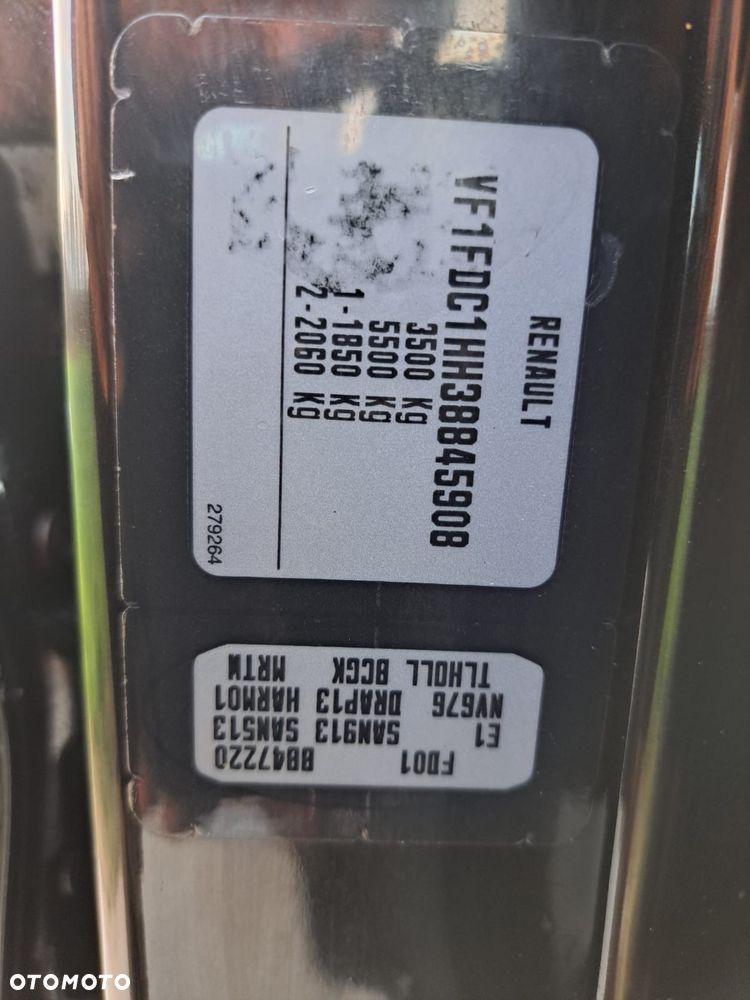 RENAULT
VF1FDC1HH38845908
3500 Kg
5500 Kg
1-1850 Kg
2-2060 Kg
279264
FD01 8847220
E1 SAN913 SAN513
NV676 DRAP13 HARM01
TLHOLL BCGK MRTM
OTOMOTO